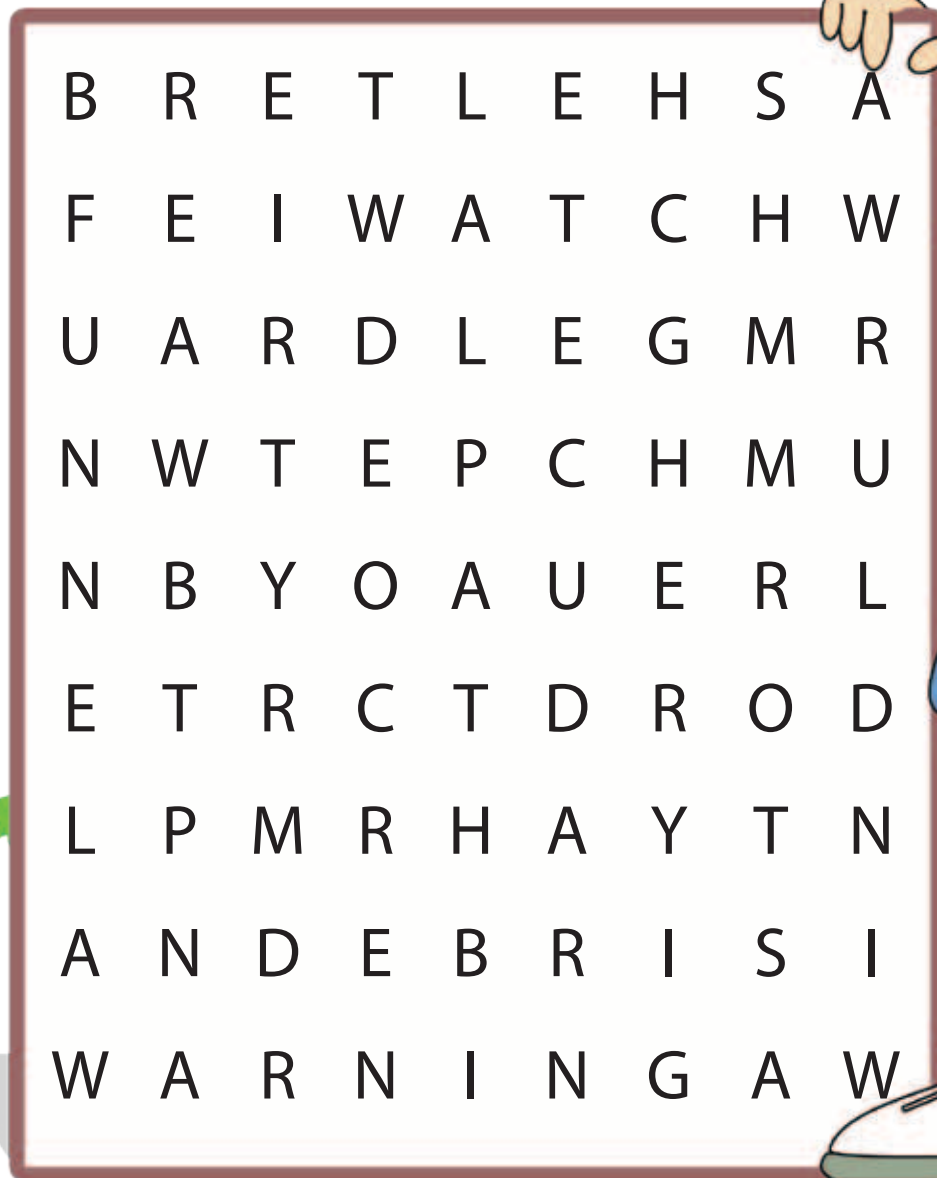 B R E T L E H S A
F E I W A T C H W
U A R D L E G M R
N W T E P C H M U
N B Y O A U E R L
E T R C T D R O D
L P M R H A Y T N
A N D E B R I S I
W A R N I N G A W